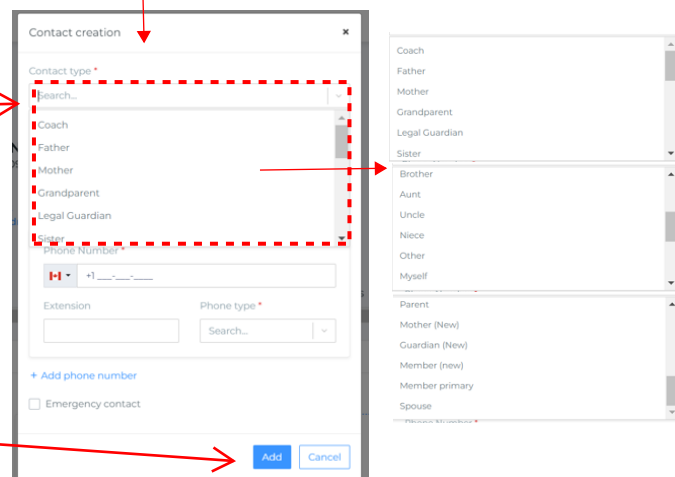 Contact creation ×
Contact type *
Search...
Coach
Father
Mother
Grandparent
Legal Guardian
Sister
Phone Number *
+1 ___-___-____
Extension Phone type *
Search...
+ Add phone number
Emergency contact
Add Cancel
Coach
Father
Mother
Grandparent
Legal Guardian
Sister
Brother
Aunt
Uncle
Niece
Other
Myself
Parent
Mother (New)
Guardian (New)
Member (new)
Member primary
Spouse
Phone Number *